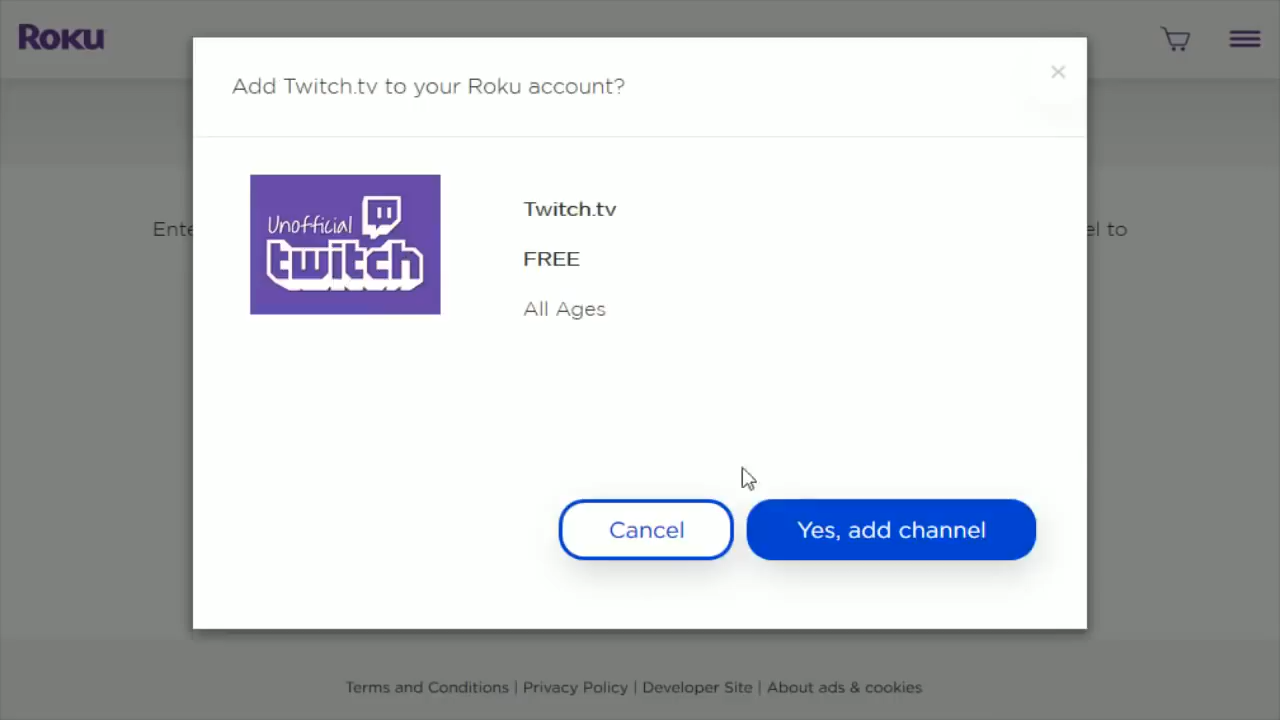 Roku
Add Twitch.tv to your Roku account?
×
Unofficial
twitch
Twitch.tv
FREE
All Ages
Cancel
Yes, add channel
Terms and Conditions | Privacy Policy | Developer Site | About ads & cookies